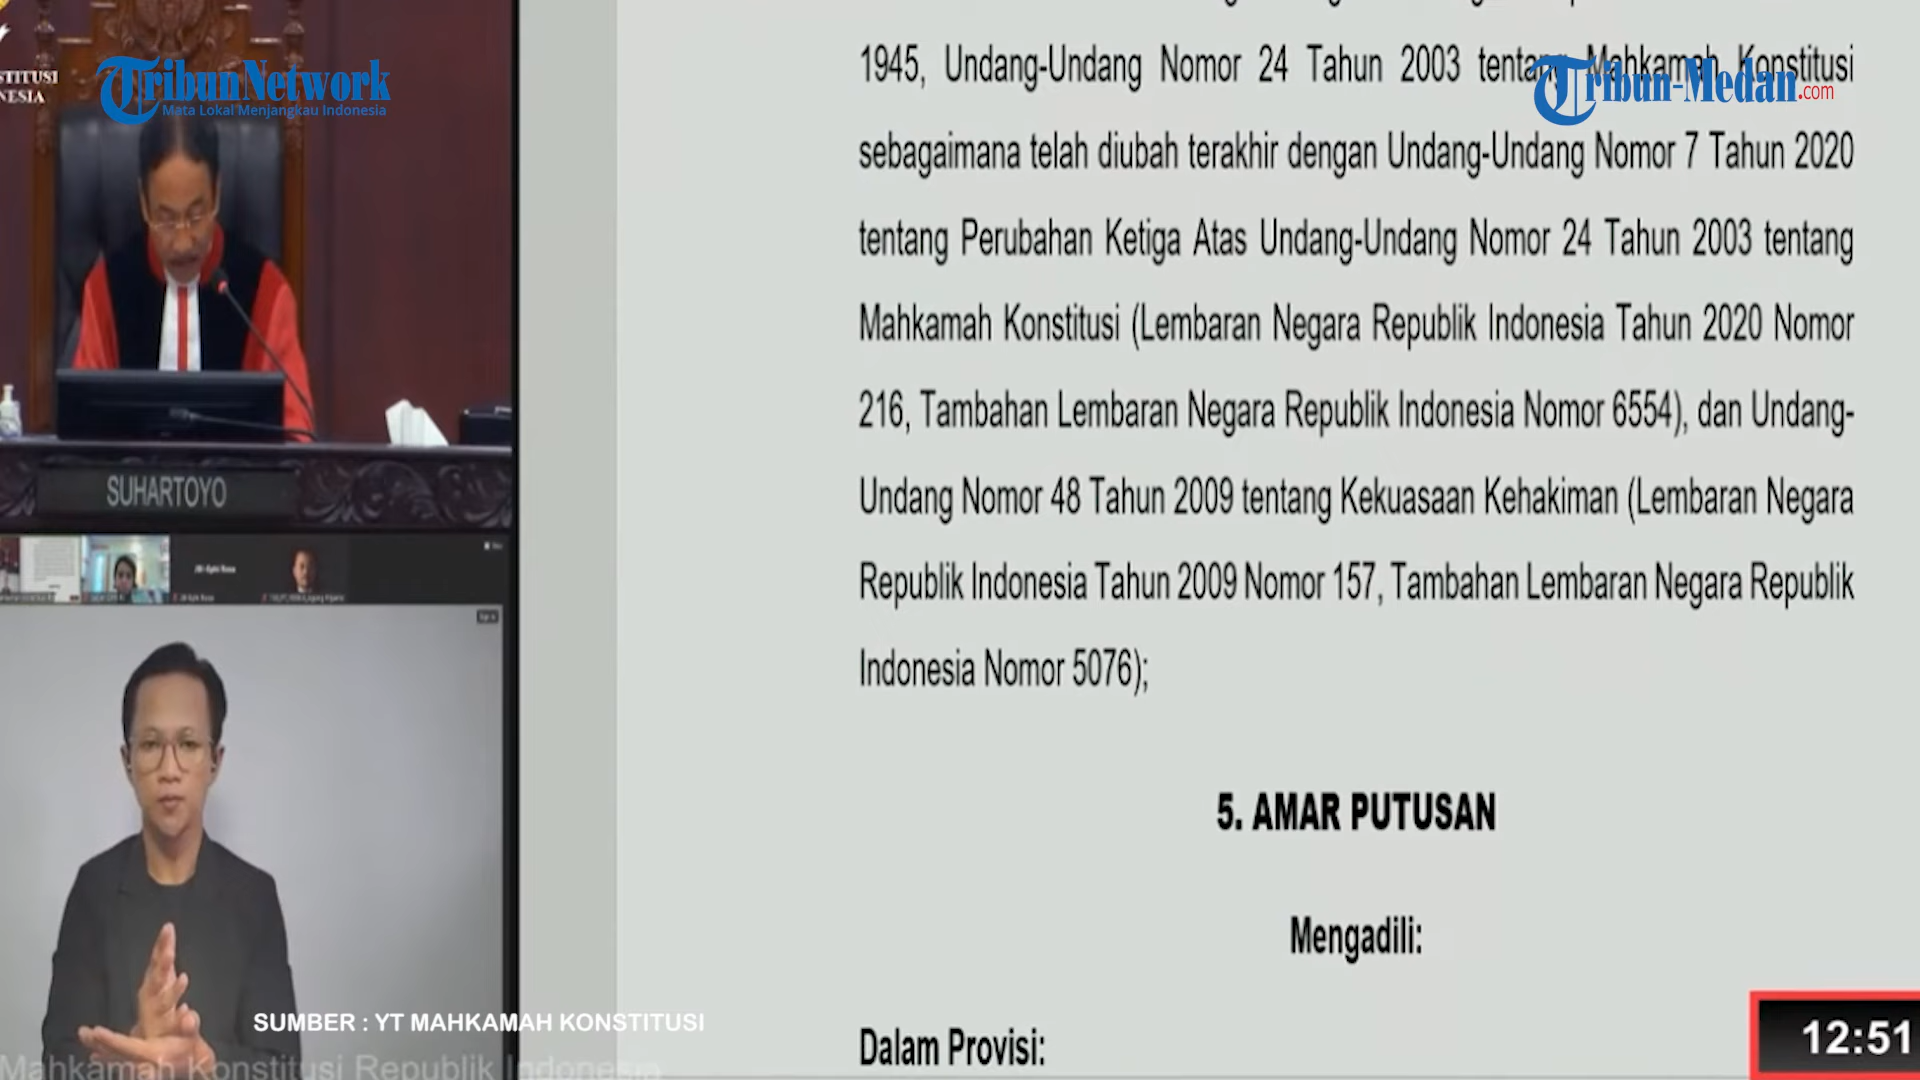 STITUSI
NESIA
TribunNetwork
Mata Lokal Menjangkau Indonesia
SUHARTOYO
1945, Undang-Undang Nomor 24 Tahun 2003 tentang Mahkamah Konstitusi
Tribun-Medan.com
sebagaimana telah diubah terakhir dengan Undang-Undang Nomor 7 Tahun 2020
tentang Perubahan Ketiga Atas Undang-Undang Nomor 24 Tahun 2003 tentang
Mahkamah Konstitusi (Lembaran Negara Republik Indonesia Tahun 2020 Nomor
216, Tambahan Lembaran Negara Republik Indonesia Nomor 6554), dan Undang-
Undang Nomor 48 Tahun 2009 tentang Kekuasaan Kehakiman (Lembaran Negara
Republik Indonesia Tahun 2009 Nomor 157, Tambahan Lembaran Negara Republik
Indonesia Nomor 5076);
5. AMAR PUTUSAN
Mengadili:
Dalam Provisi:
SUMBER : YT MAHKAMAH KONSTITUSI
Mahkamah Konstitusi Republik Indonesia
12:51